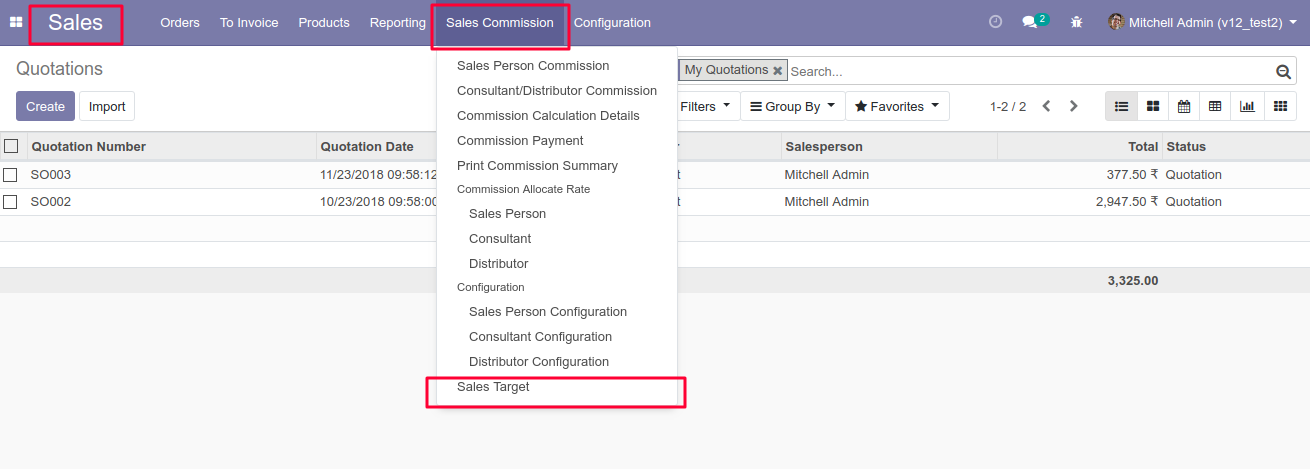 Sales Orders To Invoice Products Reporting Sales Commission Configuration 2 Mitchell Admin (v12_test2)
Quotations My Quotations Search...
Create Import Filters Group By Favorites 1-2 / 2
Sales Person Commission
Consultant/Distributor Commission
Commission Calculation Details
Commission Payment
Print Commission Summary
Commission Allocate Rate
Sales Person
Consultant
Distributor
Configuration
Sales Person Configuration
Consultant Configuration
Distributor Configuration
Sales Target
Quotation Number Quotation Date Salesperson Total Status
SO003 11/23/2018 09:58:12 Mitchell Admin 377.50 ₹ Quotation
SO002 10/23/2018 09:58:00 Mitchell Admin 2,947.50 ₹ Quotation
3,325.00